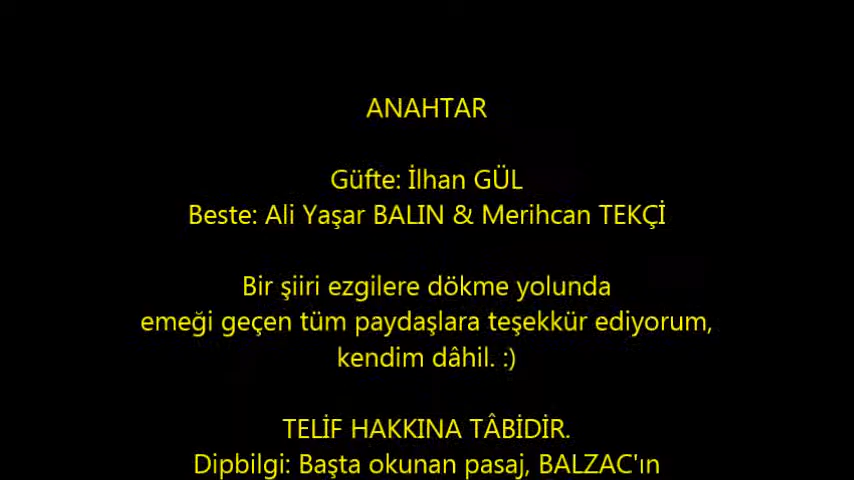 ANAHTAR
Güfte: İlhan GÜL
Beste: Ali Yaşar BALIN & Merihcan TEKÇİ
Bir şiiri ezgilere dökme yolunda
emeği geçen tüm paydaşlara teşekkür ediyorum,
kendim dâhil. :)
TELİF HAKKINA TÂBİDİR.
Dipbilgi: Başta okunan pasaj, BALZAC'ın